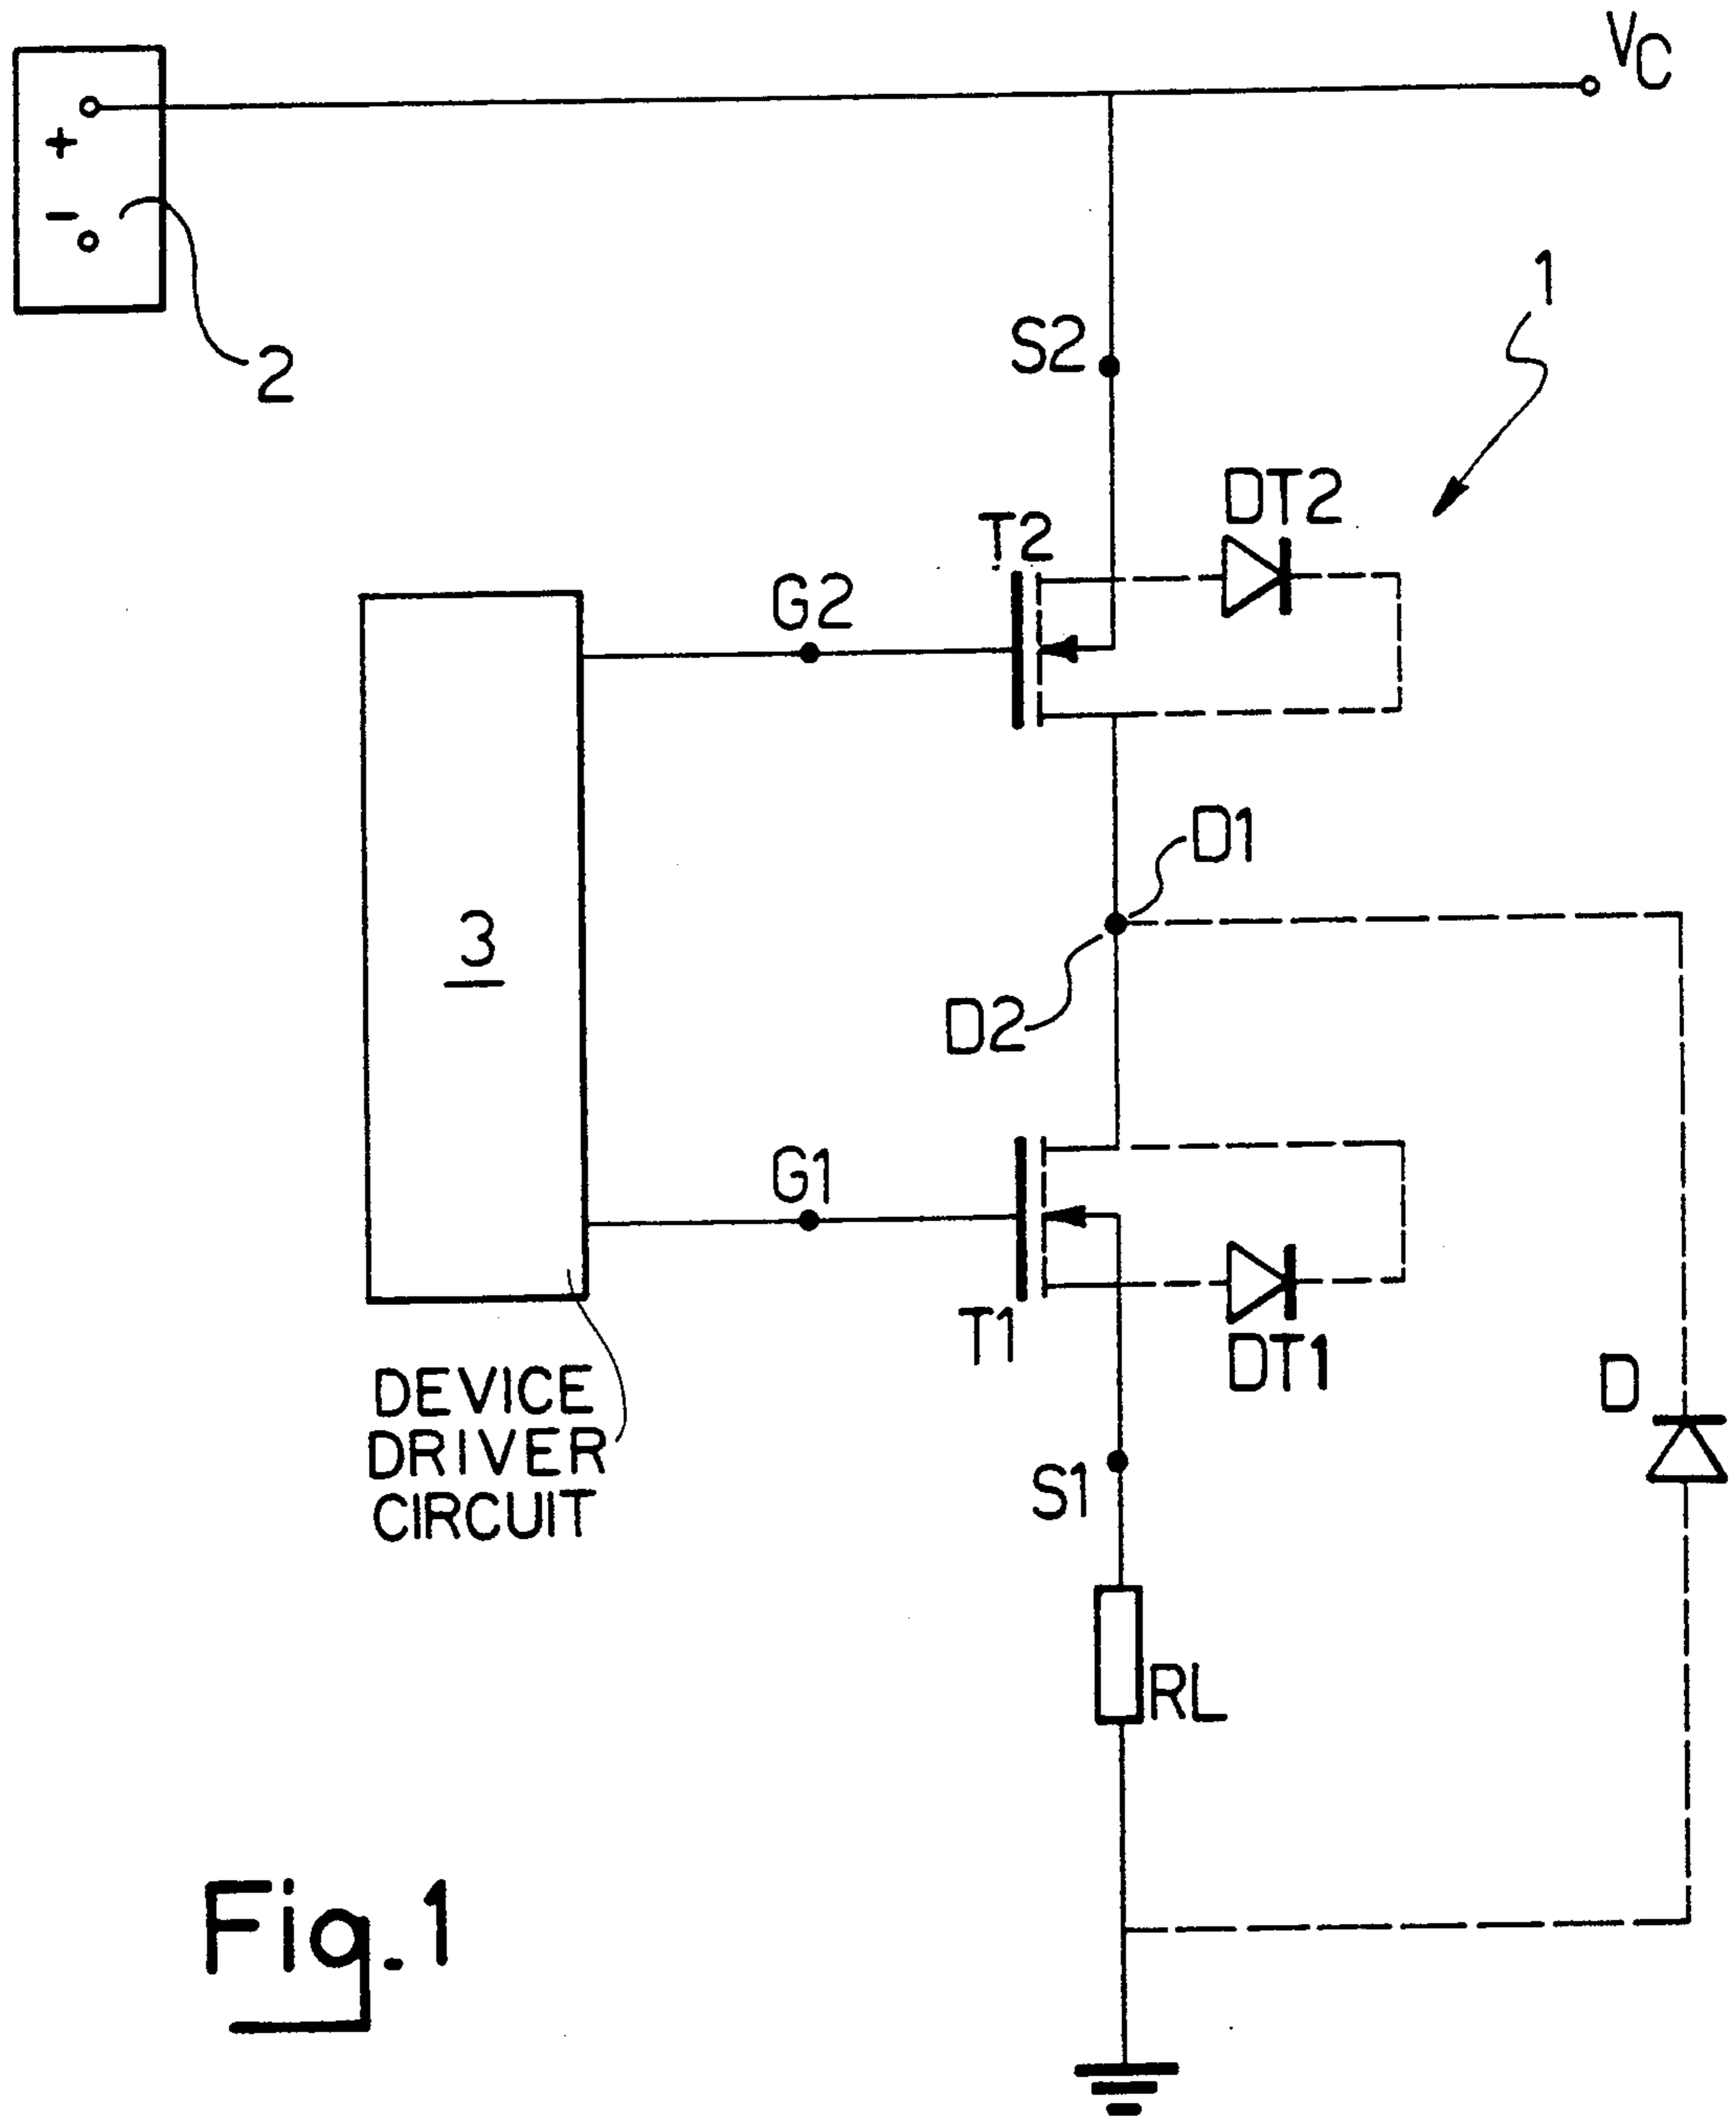 VC
+
-
2
1
S2
DT2
T2
G2
D1
3
D2
G1
T1
DT1
D
DEVICE
DRIVER
CIRCUIT
S1
RL
Fig.1